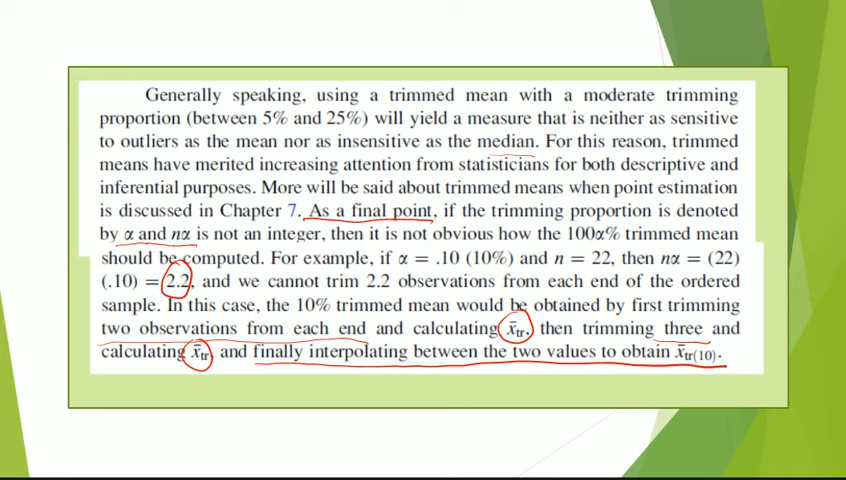 Generally speaking, using a trimmed mean with a moderate trimming
proportion (between 5% and 25%) will yield a measure that is neither as sensitive
to outliers as the mean nor as insensitive as the median. For this reason, trimmed
means have merited increasing attention from statisticians for both descriptive and
inferential purposes. More will be said about trimmed means when point estimation
is discussed in Chapter 7. As a final point, if the trimming proportion is denoted
by α and nα is not an integer, then it is not obvious how the 100α% trimmed mean
should be computed. For example, if α = .10 (10%) and n = 22, then nα = (22)
(.10) = 2.2, and we cannot trim 2.2 observations from each end of the ordered
sample. In this case, the 10% trimmed mean would be obtained by first trimming
two observations from each end and calculating x̄tr, then trimming three and
calculating x̄tr, and finally interpolating between the two values to obtain x̄tr(10).